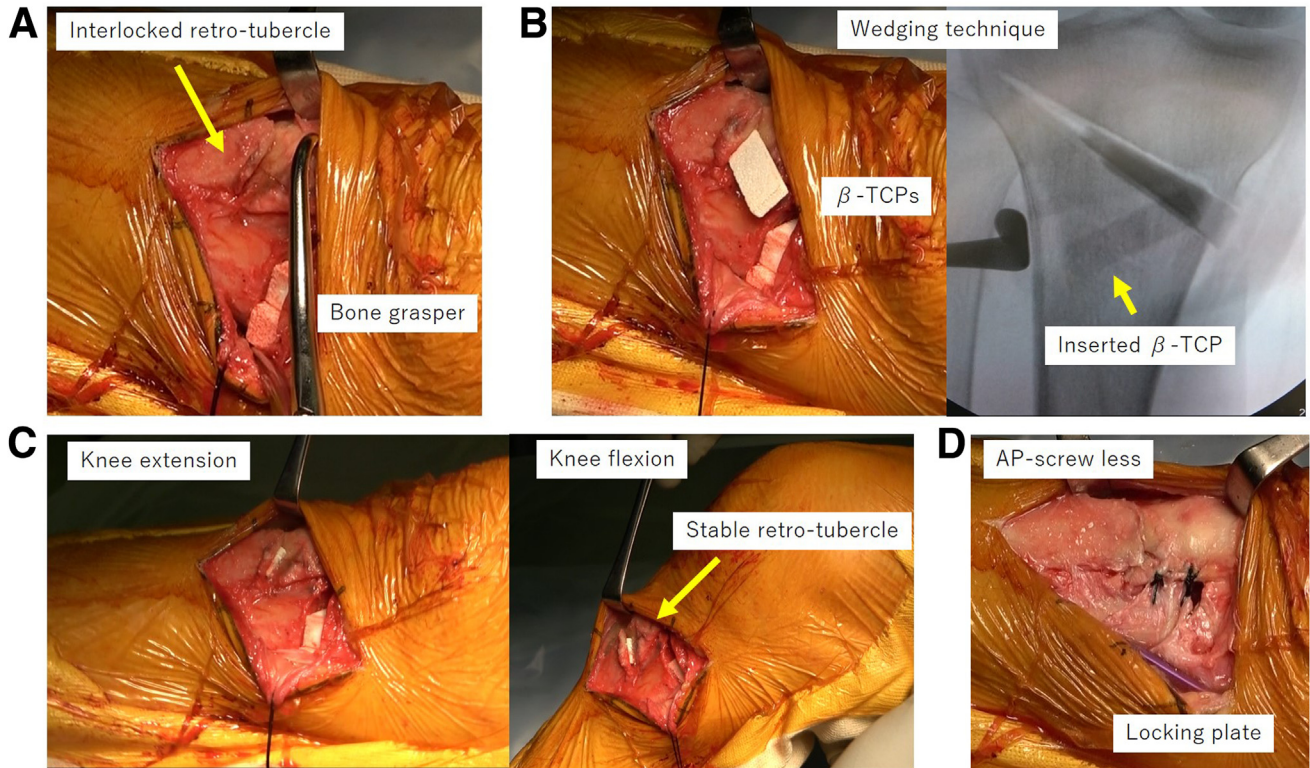 A
Interlocked retro-tubercle
Bone grasper
B
Wedging technique
β-TCPs
Inserted β-TCP
2
C
Knee extension
Knee flexion
Stable retro-tubercle
D
AP-screw less
Locking plate